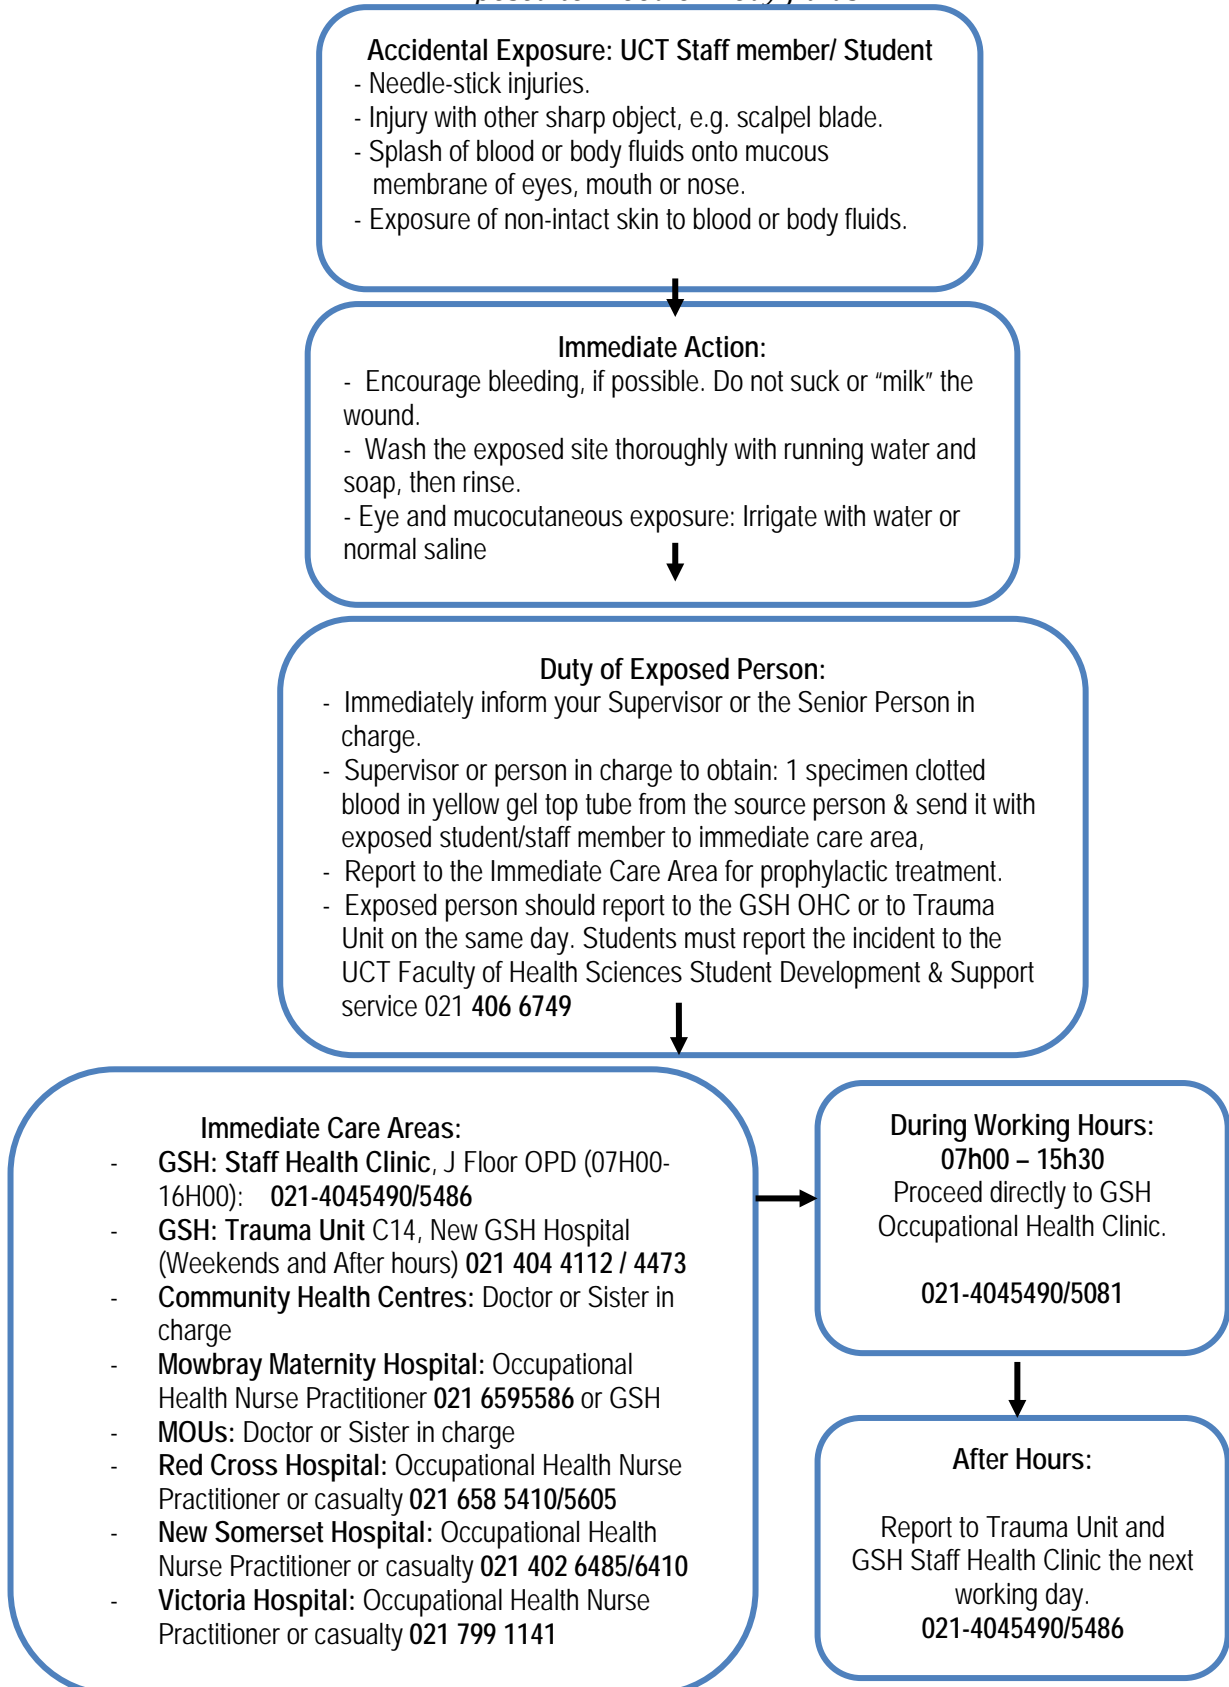 Accidental Exposure: UCT Staff member/ Student
- Needle-stick injuries.
- Injury with other sharp object, e.g. scalpel blade.
- Splash of blood or body fluids onto mucous
membrane of eyes, mouth or nose.
- Exposure of non-intact skin to blood or body fluids.
Immediate Action:
- Encourage bleeding, if possible. Do not suck or “milk” the
wound.
- Wash the exposed site thoroughly with running water and
soap, then rinse.
- Eye and mucocutaneous exposure: Irrigate with water or
normal saline
Duty of Exposed Person:
- Immediately inform your Supervisor or the Senior Person in
charge.
- Supervisor or person in charge to obtain: 1 specimen clotted
blood in yellow gel top tube from the source person & send it with
exposed student/staff member to immediate care area,
- Report to the Immediate Care Area for prophylactic treatment.
- Exposed person should report to the GSH OHC or to Trauma
Unit on the same day. Students must report the incident to the
UCT Faculty of Health Sciences Student Development & Support
service 021 406 6749
Immediate Care Areas:
- GSH: Staff Health Clinic, J Floor OPD (07H00-
16H00): 021-4045490/5486
- GSH: Trauma Unit C14, New GSH Hospital
(Weekends and After hours) 021 404 4112 / 4473
- Community Health Centres: Doctor or Sister in
charge
- Mowbray Maternity Hospital: Occupational
Health Nurse Practitioner 021 6595586 or GSH
- MOUs: Doctor or Sister in charge
- Red Cross Hospital: Occupational Health Nurse
Practitioner or casualty 021 658 5410/5605
- New Somerset Hospital: Occupational Health
Nurse Practitioner or casualty 021 402 6485/6410
- Victoria Hospital: Occupational Health Nurse
Practitioner or casualty 021 799 1141
During Working Hours:
07h00 – 15h30
Proceed directly to GSH
Occupational Health Clinic.
021-4045490/5081
After Hours:
Report to Trauma Unit and
GSH Staff Health Clinic the next
working day.
021-4045490/5486